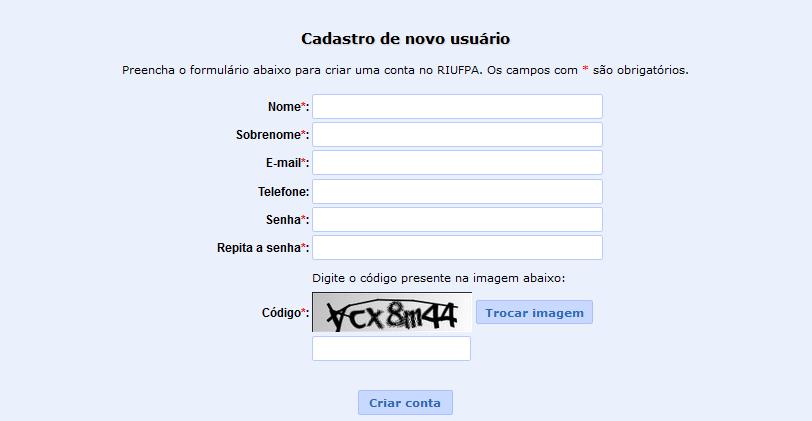 Cadastro de novo usuário
Preencha o formulário abaixo para criar uma conta no RIUFPA. Os campos com * são obrigatórios.
Nome*:
Sobrenome*:
E-mail*:
Telefone:
Senha*:
Repita a senha*:
Digite o código presente na imagem abaixo:
Código*: Trocar imagem
Criar conta